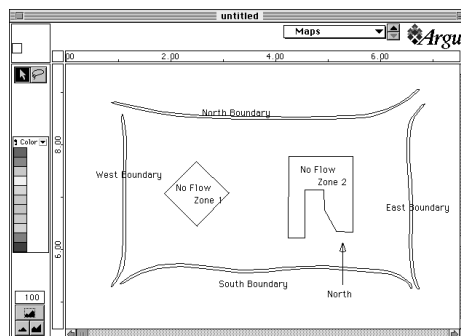 untitled
Maps
Argu
00 2.00 4.00 6.00
Color
8.00
6.00
100
North Boundary
West Boundary
No Flow
Zone 1
No Flow
Zone 2
East Boundary
South Boundary
North